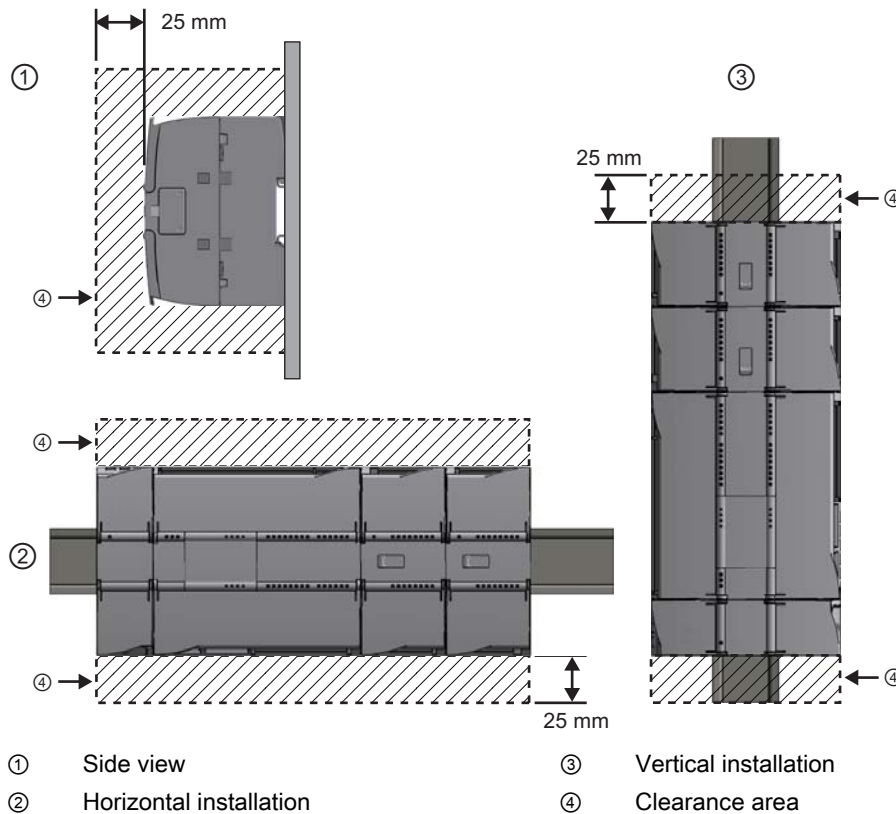 25 mm
①
③
25 mm
④
④
④
②
④
④
25 mm
① Side view
③ Vertical installation
② Horizontal installation
④ Clearance area